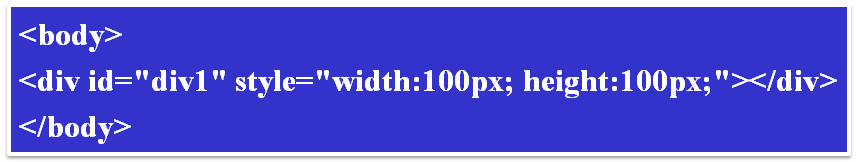 <body>
<div id="div1" style="width:100px; height:100px;"></div>
</body>